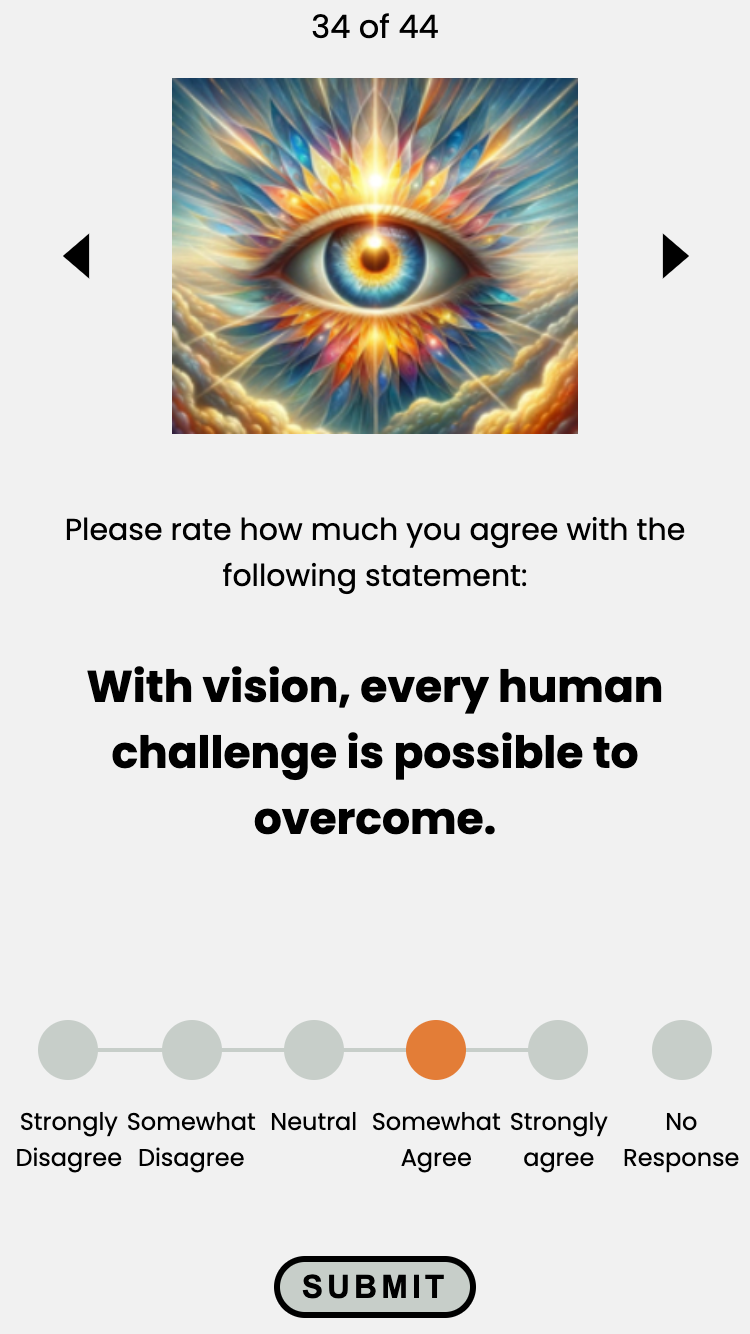 34 of 44
Please rate how much you agree with the
following statement:
With vision, every human
challenge is possible to
overcome.
Strongly Disagree
Somewhat Disagree
Neutral
Somewhat Agree
Strongly agree
No Response
SUBMIT